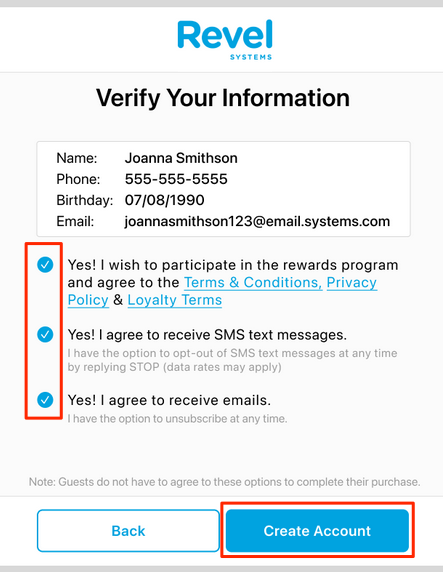 Revel
SYSTEMS
Verify Your Information
Name: Joanna Smithson
Phone: 555-555-5555
Birthday: 07/08/1990
Email: joannasmithson123@email.systems.com
Yes! I wish to participate in the rewards program
and agree to the Terms & Conditions, Privacy
Policy & Loyalty Terms
Yes! I agree to receive SMS text messages.
I have the option to opt-out of SMS text messages at any time
by replying STOP (data rates may apply)
Yes! I agree to receive emails.
I have the option to unsubscribe at any time.
Note: Guests do not have to agree to these options to complete their purchase.
Back
Create Account